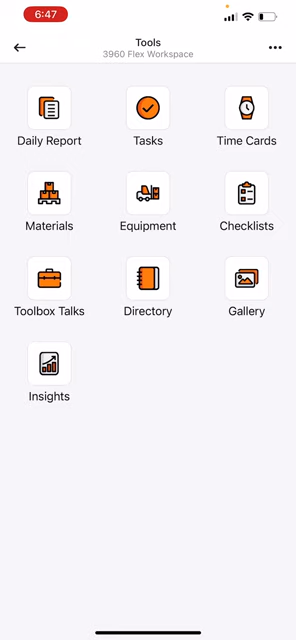 6:47
Tools
3960 Flex Workspace
Daily Report
Tasks
Time Cards
Materials
Equipment
Checklists
Toolbox Talks
Directory
Gallery
Insights